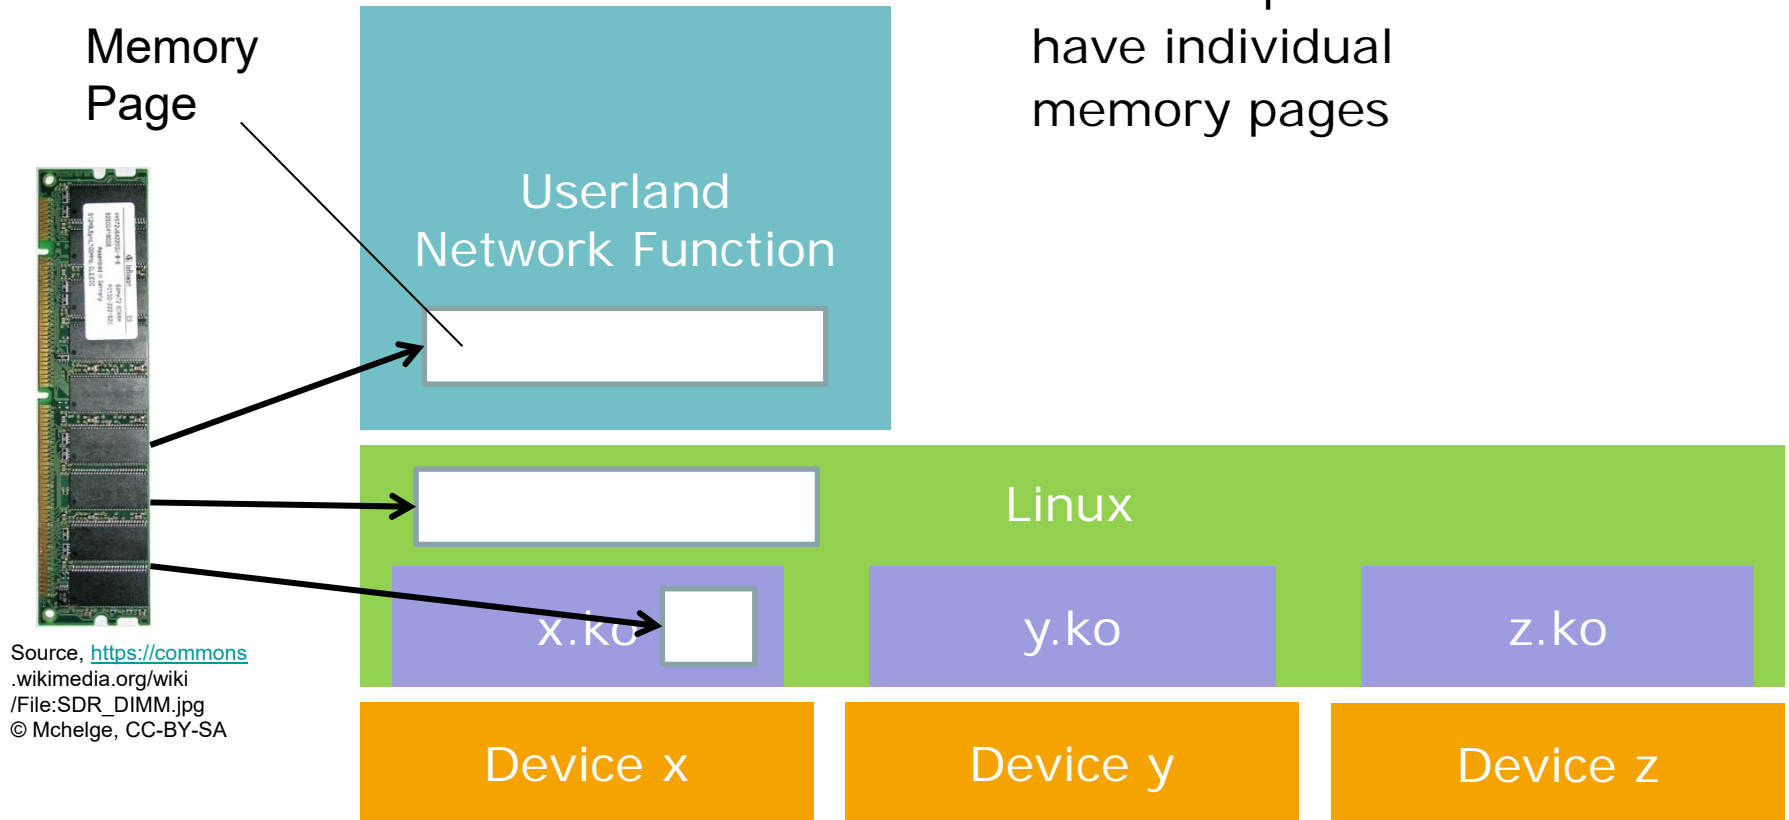 Memory
Page
have individual
memory pages
Userland
Network Function
Linux
x.ko
y.ko
z.ko
Source, https://commons
.wikimedia.org/wiki
/File:SDR_DIMM.jpg
© Mchelge, CC-BY-SA
Device x
Device y
Device z